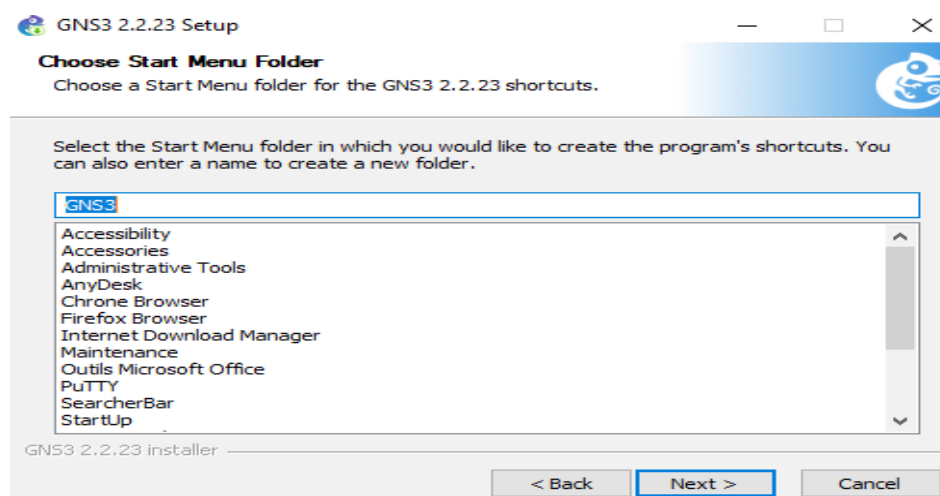 GNS3 2.2.23 Setup
Choose Start Menu Folder
Choose a Start Menu folder for the GNS3 2.2.23 shortcuts.
Select the Start Menu folder in which you would like to create the program's shortcuts. You
can also enter a name to create a new folder.
GNS3
Accessibility
Accessories
Administrative Tools
AnyDesk
Chrone Browser
Firefox Browser
Internet Download Manager
Maintenance
Outils Microsoft Office
PuTTY
SearcherBar
StartUp
GNS3 2.2.23 installer
< Back Next > Cancel